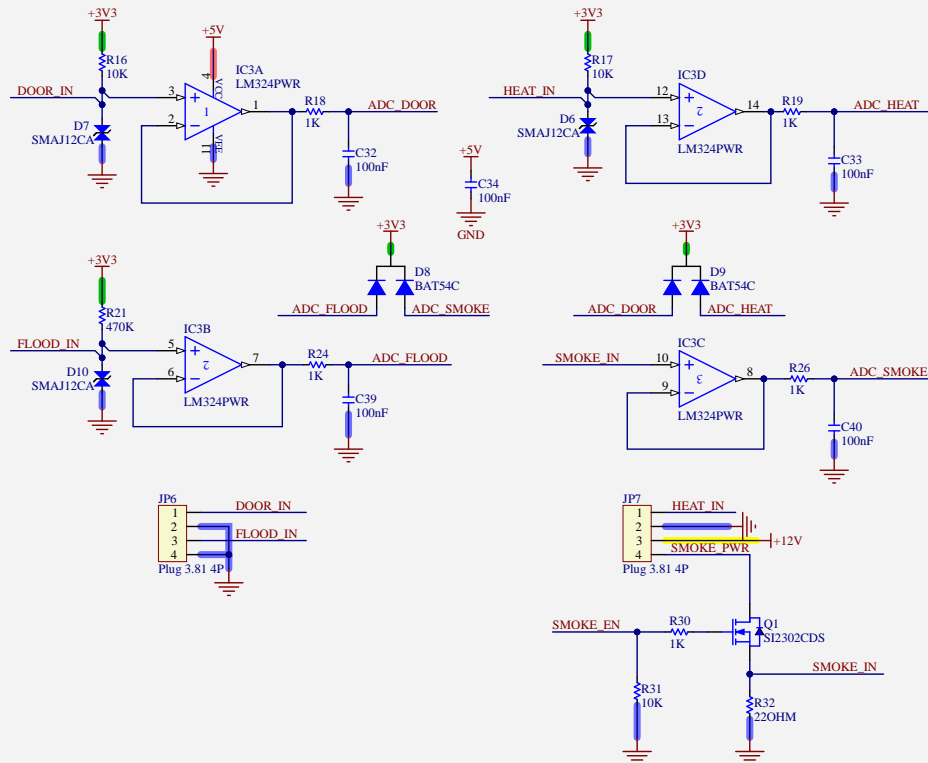 +3V3
R16
10K
DOOR_IN
D7
SMAJ12CA
+5V
4
VCC
IC3A
LM324PWR
3
2
1
1
11
VEE
R18
1K
ADC_DOOR
C32
100nF
+5V
C34
100nF
GND
+3V3
R17
10K
HEAT_IN
D6
SMAJ12CA
IC3D
12
13
14
2
LM324PWR
R19
1K
ADC_HEAT
C33
100nF
+3V3
R21
470K
FLOOD_IN
D10
SMAJ12CA
IC3B
5
6
7
2
LM324PWR
R24
1K
ADC_FLOOD
C39
100nF
+3V3
D8
BAT54C
ADC_FLOOD
ADC_SMOKE
+3V3
D9
BAT54C
ADC_DOOR
ADC_HEAT
SMOKE_IN
IC3C
10
9
8
3
LM324PWR
R26
1K
ADC_SMOKE
C40
100nF
JP6
1
2
3
4
DOOR_IN
FLOOD_IN
Plug 3.81 4P
JP7
1
2
3
4
HEAT_IN
+12V
SMOKE_PWR
Plug 3.81 4P
SMOKE_EN
R30
1K
Q1
SI2302CDS
SMOKE_IN
R31
10K
R32
22OHM